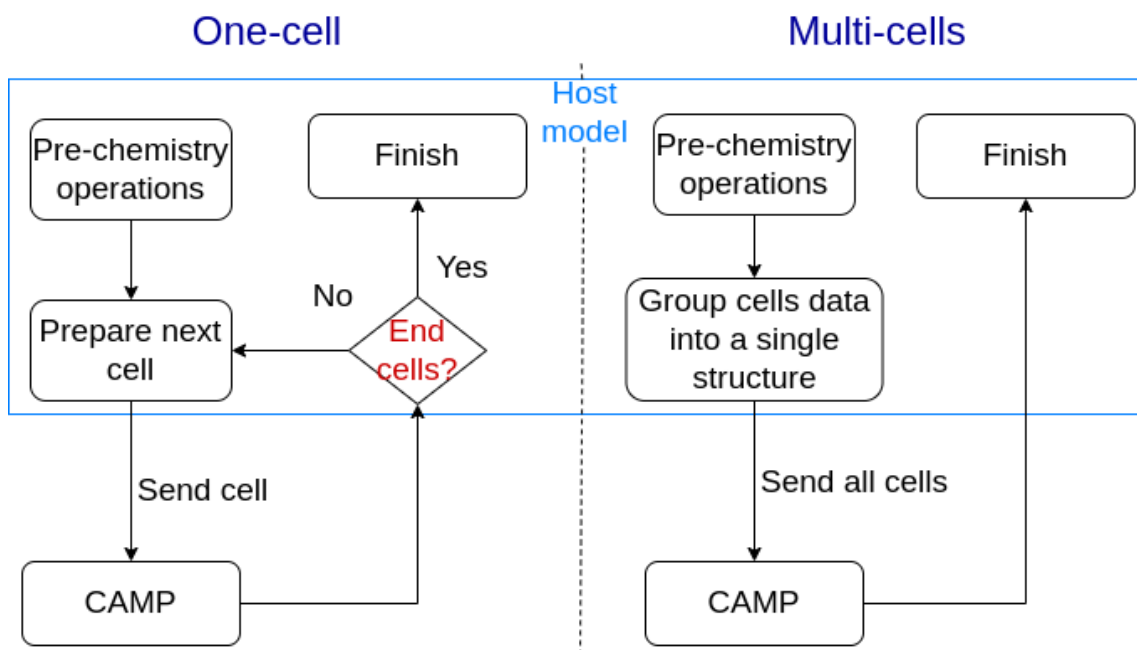 One-cell
Multi-cells
Host
model
Pre-chemistry
operations
Finish
No
Yes
Prepare next
cell
End
cells?
Send cell
CAMP
Pre-chemistry
operations
Finish
Group cells data
into a single
structure
Send all cells
CAMP